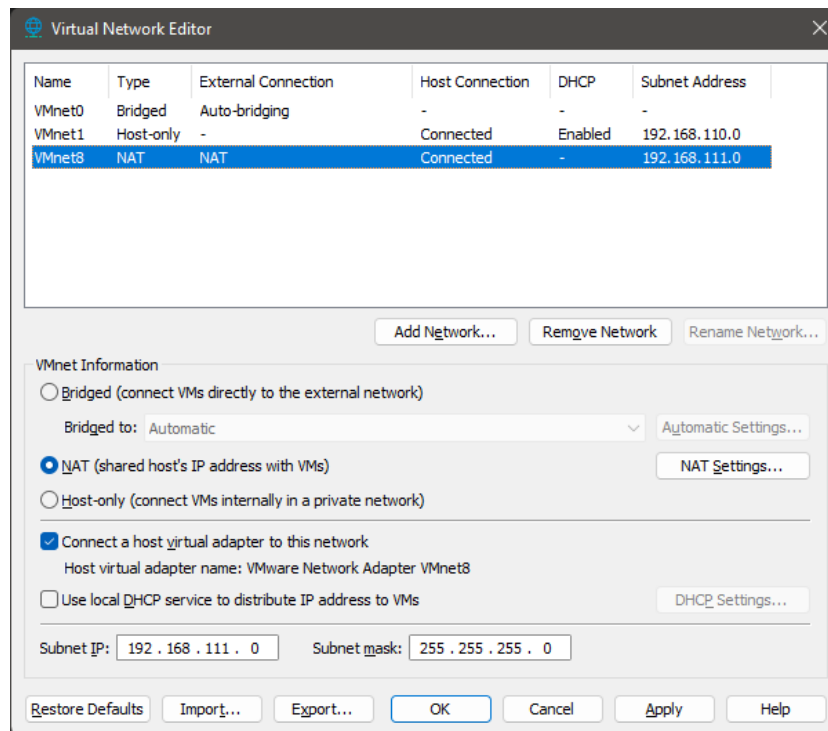 Virtual Network Editor
Name Type External Connection Host Connection DHCP Subnet Address
VMnet0 Bridged Auto-bridging - - -
VMnet1 Host-only - Connected Enabled 192.168.110.0
VMnet8 NAT NAT Connected - 192.168.111.0
Add Network... Remove Network Rename Network...
VMnet Information
Bridged (connect VMs directly to the external network)
Bridged to: Automatic Automatic Settings...
NAT (shared host's IP address with VMs) NAT Settings...
Host-only (connect VMs internally in a private network)
Connect a host virtual adapter to this network
Host virtual adapter name: VMware Network Adapter VMnet8
Use local DHCP service to distribute IP address to VMs DHCP Settings...
Subnet IP: 192 . 168 . 111 . 0 Subnet mask: 255 . 255 . 255 . 0
Restore Defaults Import... Export... OK Cancel Apply Help